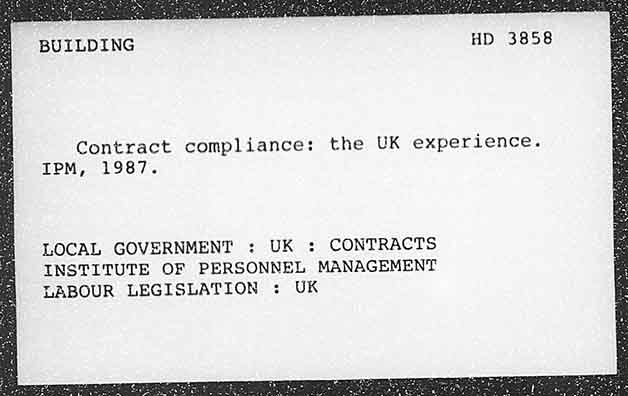 BUILDING HD 3858
Contract compliance: the UK experience.
IPM, 1987.
LOCAL GOVERNMENT : UK : CONTRACTS
INSTITUTE OF PERSONNEL MANAGEMENT
LABOUR LEGISLATION : UK